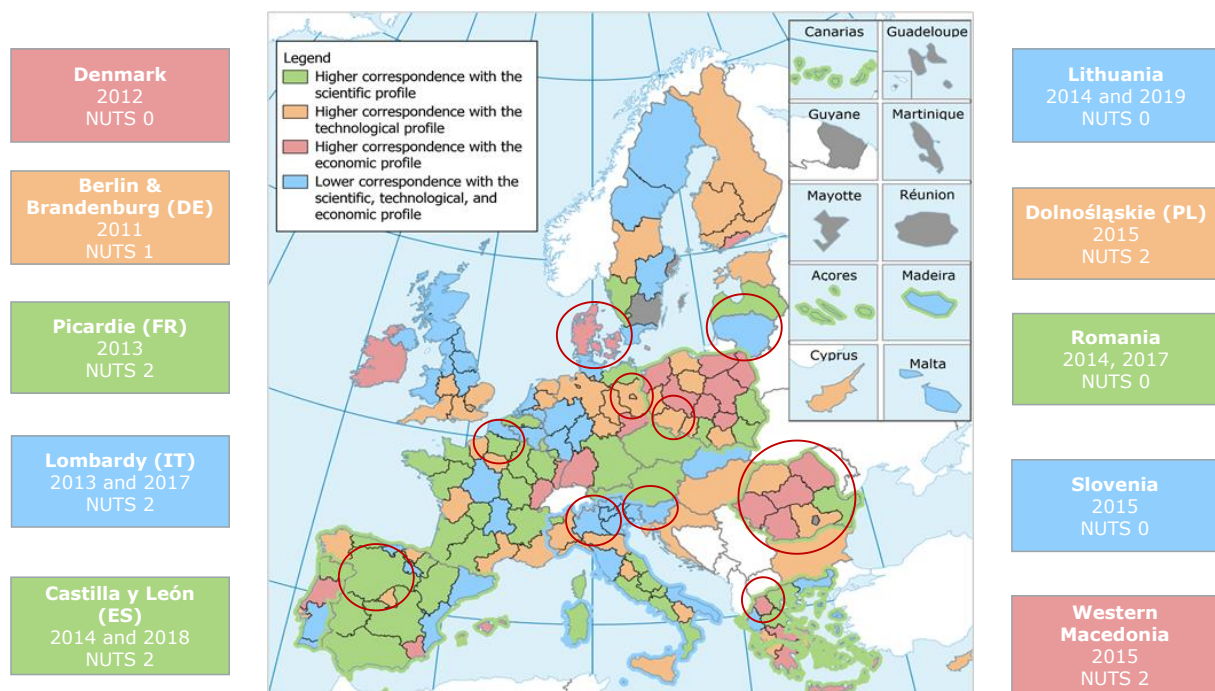 Denmark
2012
NUTS 0
Berlin &
Brandenburg (DE)
2011
NUTS 1
Picardie (FR)
2013
NUTS 2
Lombardy (IT)
2013 and 2017
NUTS 2
Castilla y León
(ES)
2014 and 2018
NUTS 2
Legend
Higher correspondence with the
scientific profile
Higher correspondence with the
technological profile
Higher correspondence with the
economic profile
Lower correspondence with the
scientific, technological, and
economic profile
Canarias
Guadeloupe
Guyane
Martinique
Mayotte
Réunion
Açores
Madeira
Cyprus
Malta
Lithuania
2014 and 2019
NUTS 0
Dolnośląskie (PL)
2015
NUTS 2
Romania
2014, 2017
NUTS 0
Slovenia
2015
NUTS 0
Western
Macedonia
2015
NUTS 2